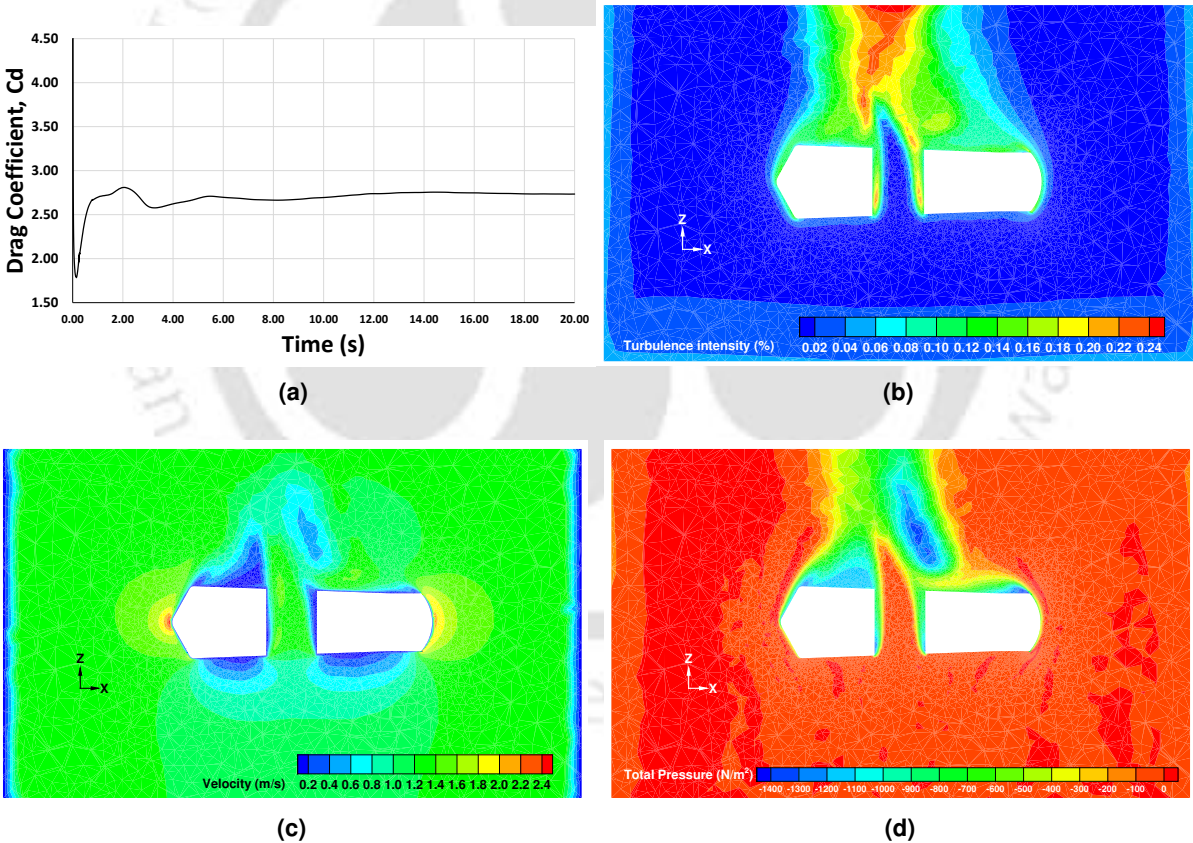 4.50
4.00
3.50
3.00
2.50
2.00
1.50
Drag Coefficient, Cd
0.00 2.00 4.00 6.00 8.00 10.00 12.00 14.00 16.00 18.00 20.00
Time (s)
(a)
Z
X
Turbulence intensity (%)
0.02 0.04 0.06 0.08 0.10 0.12 0.14 0.16 0.18 0.20 0.22 0.24
(b)
Z
X
Velocity (m/s)
0.2 0.4 0.6 0.8 1.0 1.2 1.4 1.6 1.8 2.0 2.2 2.4
(c)
Z
X
Total Pressure (N/m²)
-1400 -1300 -1200 -1100 -1000 -900 -800 -700 -600 -500 -400 -300 -200 -100 0
(d)